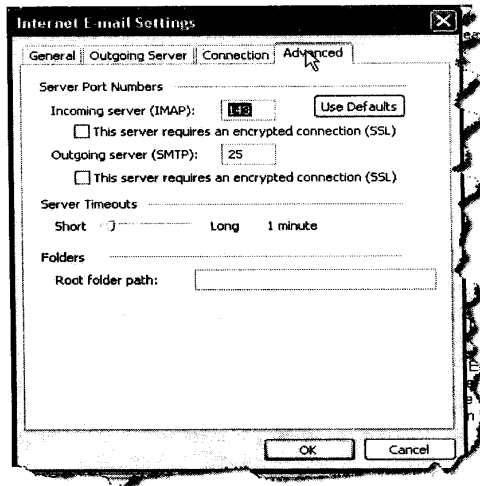 Internet E-mail Settings
General Outgoing Server Connection Advanced
Server Port Numbers
Incoming server (IMAP): 143 Use Defaults
This server requires an encrypted connection (SSL)
Outgoing server (SMTP): 25
This server requires an encrypted connection (SSL)
Server Timeouts
Short Long 1 minute
Folders
Root folder path:
OK Cancel